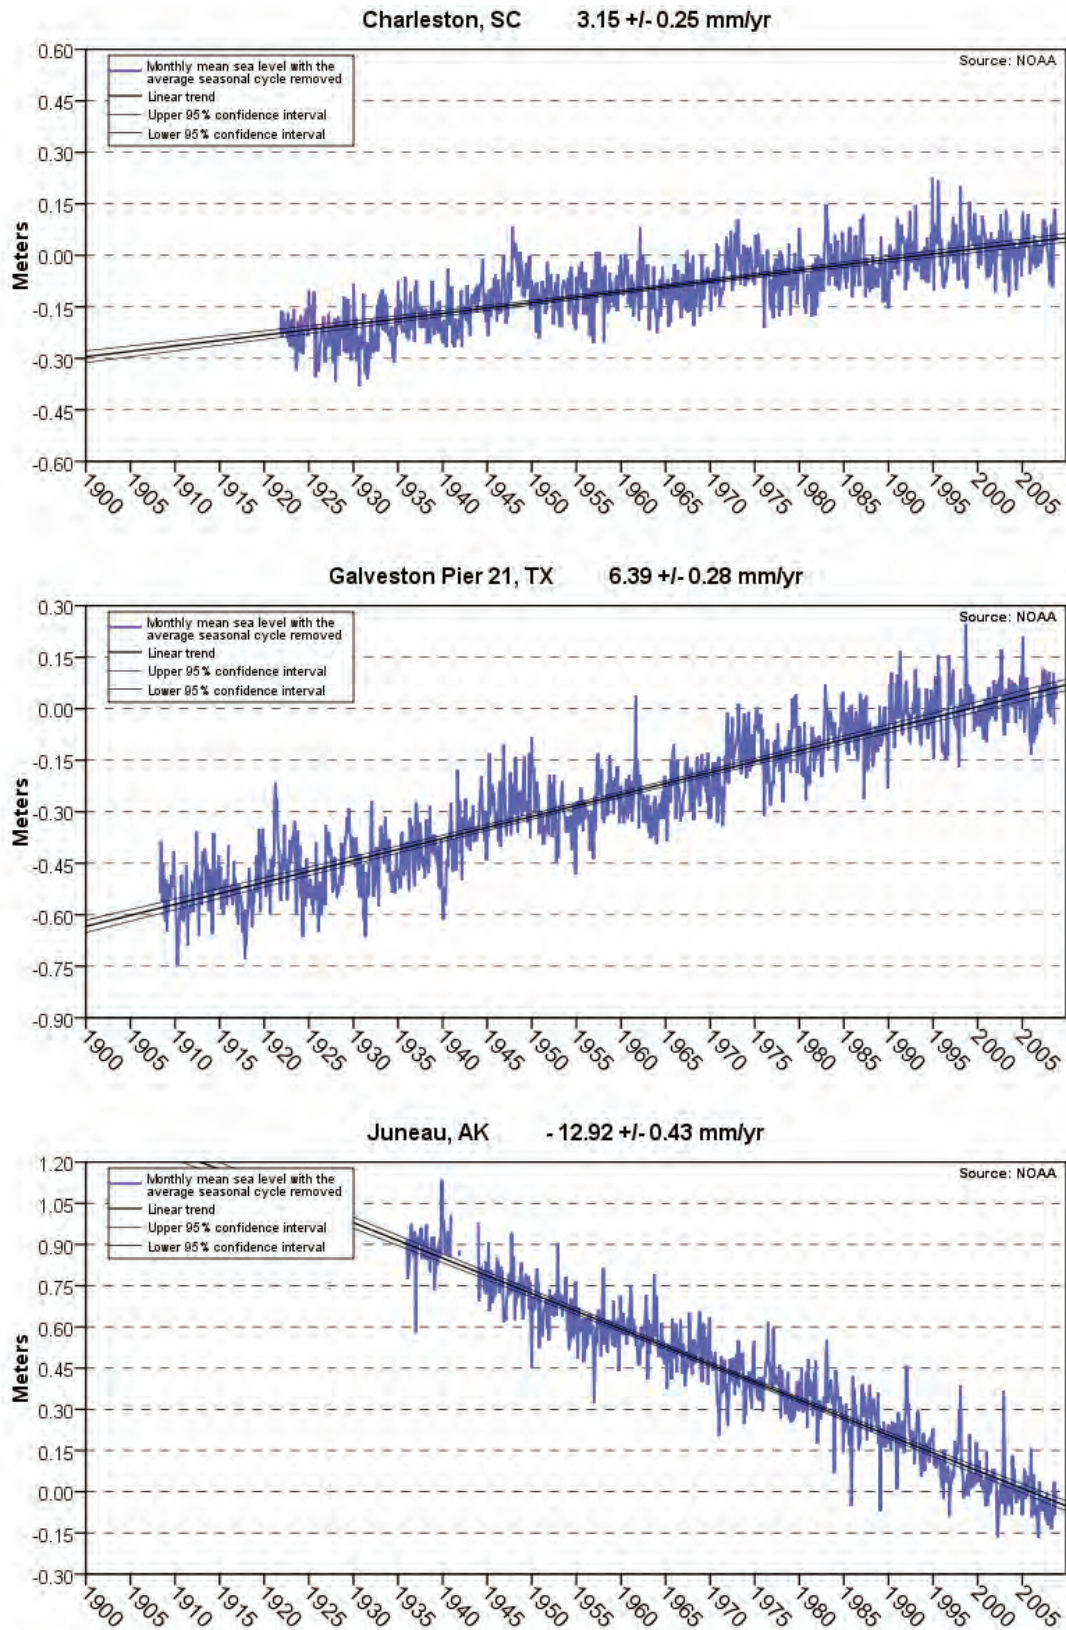 Charleston, SC 3.15 +/- 0.25 mm/yr
0.60
0.45
0.30
0.15
0.00
-0.15
-0.30
-0.45
-0.60
Meters
Monthly mean sea level with the
average seasonal cycle removed
Linear trend
Upper 95% confidence interval
Lower 95% confidence interval
Source: NOAA
1900 1905 1910 1915 1920 1925 1930 1935 1940 1945 1950 1955 1960 1965 1970 1975 1980 1985 1990 1995 2000 2005
Galveston Pier 21, TX 6.39 +/- 0.28 mm/yr
0.30
0.15
0.00
-0.15
-0.30
-0.45
-0.60
-0.75
-0.90
Meters
Monthly mean sea level with the
average seasonal cycle removed
Linear trend
Upper 95% confidence interval
Lower 95% confidence interval
Source: NOAA
1900 1905 1910 1915 1920 1925 1930 1935 1940 1945 1950 1955 1960 1965 1970 1975 1980 1985 1990 1995 2000 2005
Juneau, AK - 12.92 +/- 0.43 mm/yr
1.20
1.05
0.90
0.75
0.60
0.45
0.30
0.15
0.00
-0.15
-0.30
Meters
Monthly mean sea level with the
average seasonal cycle removed
Linear trend
Upper 95% confidence interval
Lower 95% confidence interval
Source: NOAA
1900 1905 1910 1915 1920 1925 1930 1935 1940 1945 1950 1955 1960 1965 1970 1975 1980 1985 1990 1995 2000 2005